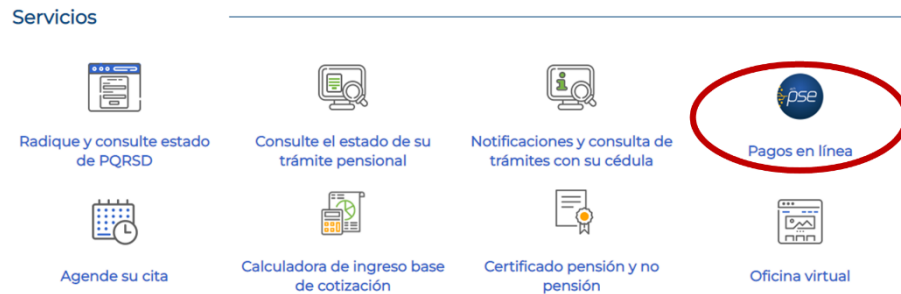 Servicios
pse
Radique y consulte estado
de PQRSD
Consulte el estado de su
trámite pensional
Notificaciones y consulta de
trámites con su cédula
Pagos en línea
Agende su cita
Calculadora de ingreso base
de cotización
Certificado pensión y no
pensión
Oficina virtual